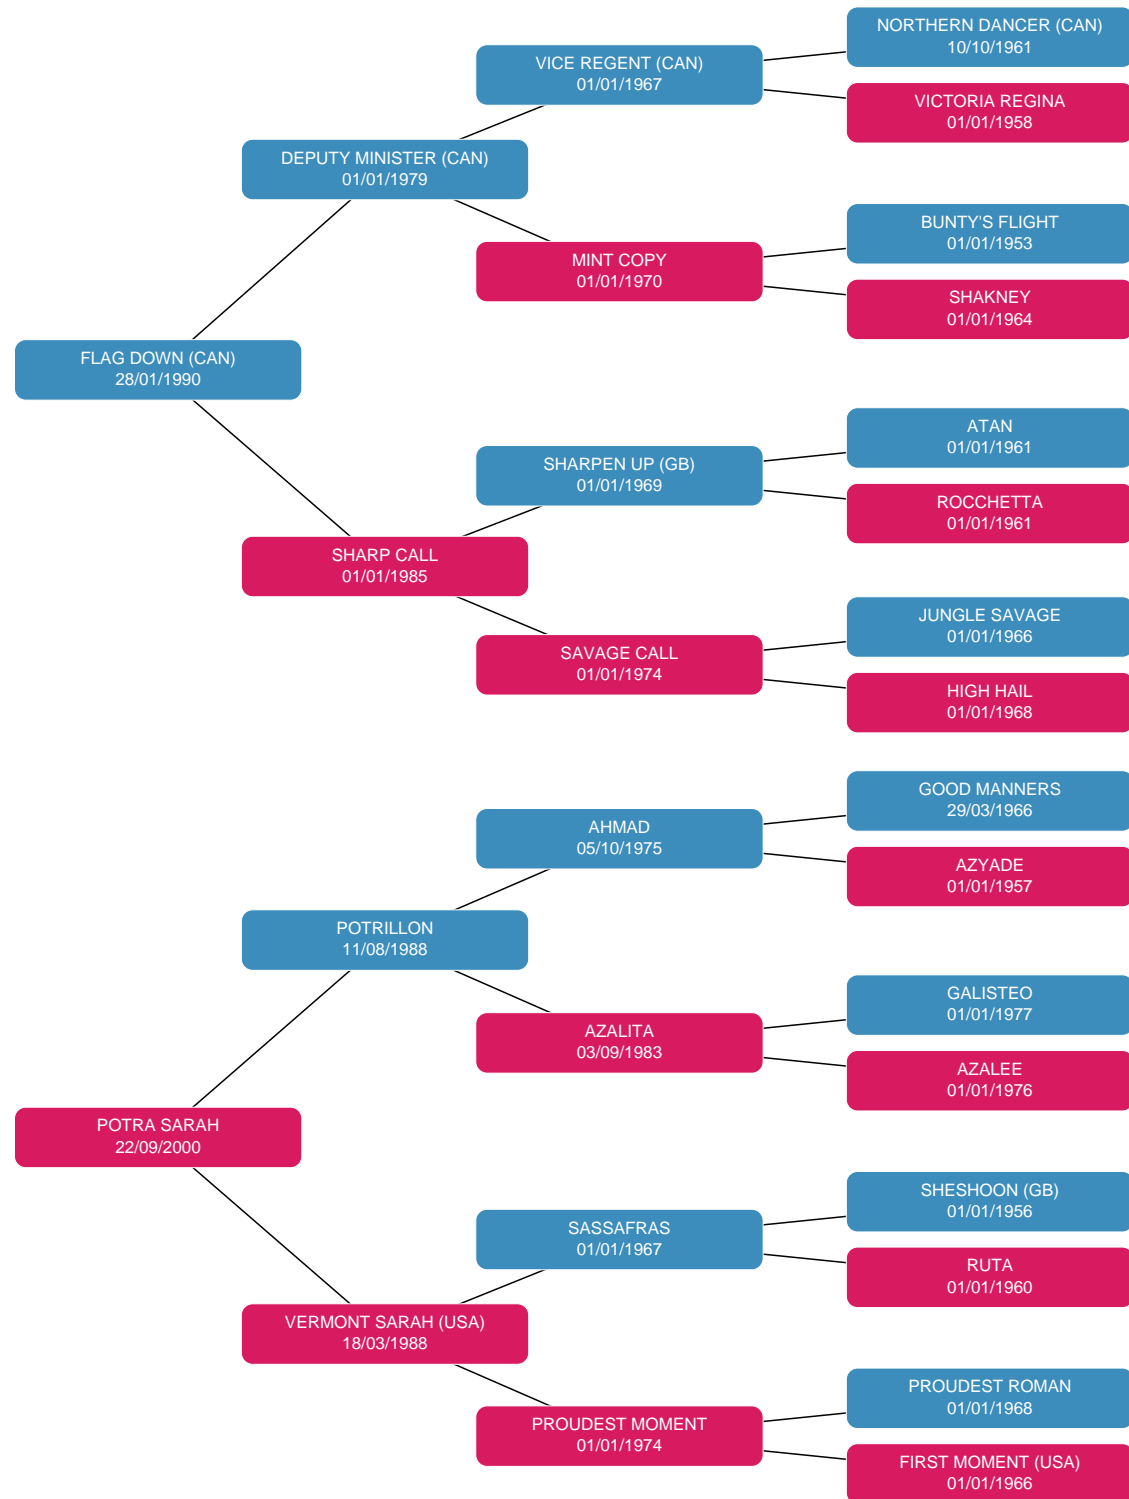 NORTHERN DANCER (CAN)
10/10/1961
VICE REGENT (CAN)
01/01/1967
VICTORIA REGINA
01/01/1958
DEPUTY MINISTER (CAN)
01/01/1979
BUNTY'S FLIGHT
01/01/1953
MINT COPY
01/01/1970
SHAKNEY
01/01/1964
FLAG DOWN (CAN)
28/01/1990
ATAN
01/01/1961
SHARPEN UP (GB)
01/01/1969
ROCCHETTA
01/01/1961
SHARP CALL
01/01/1985
JUNGLE SAVAGE
01/01/1966
SAVAGE CALL
01/01/1974
HIGH HAIL
01/01/1968
GOOD MANNERS
29/03/1966
AHMAD
05/10/1975
AZYADE
01/01/1957
POTRILLON
11/08/1988
GALISTEO
01/01/1977
AZALITA
03/09/1983
AZALEE
01/01/1976
POTRA SARAH
22/09/2000
SHESHOON (GB)
01/01/1956
SASSAFRAS
01/01/1967
RUTA
01/01/1960
VERMONT SARAH (USA)
18/03/1988
PROUDEST ROMAN
01/01/1968
PROUDEST MOMENT
01/01/1974
FIRST MOMENT (USA)
01/01/1966